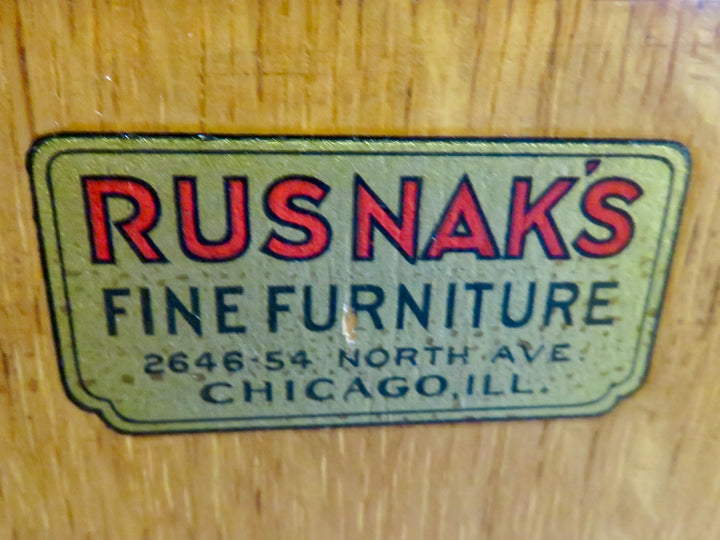 RUSNAK'S
FINE FURNITURE
2646-54 NORTH AVE.
CHICAGO, ILL.